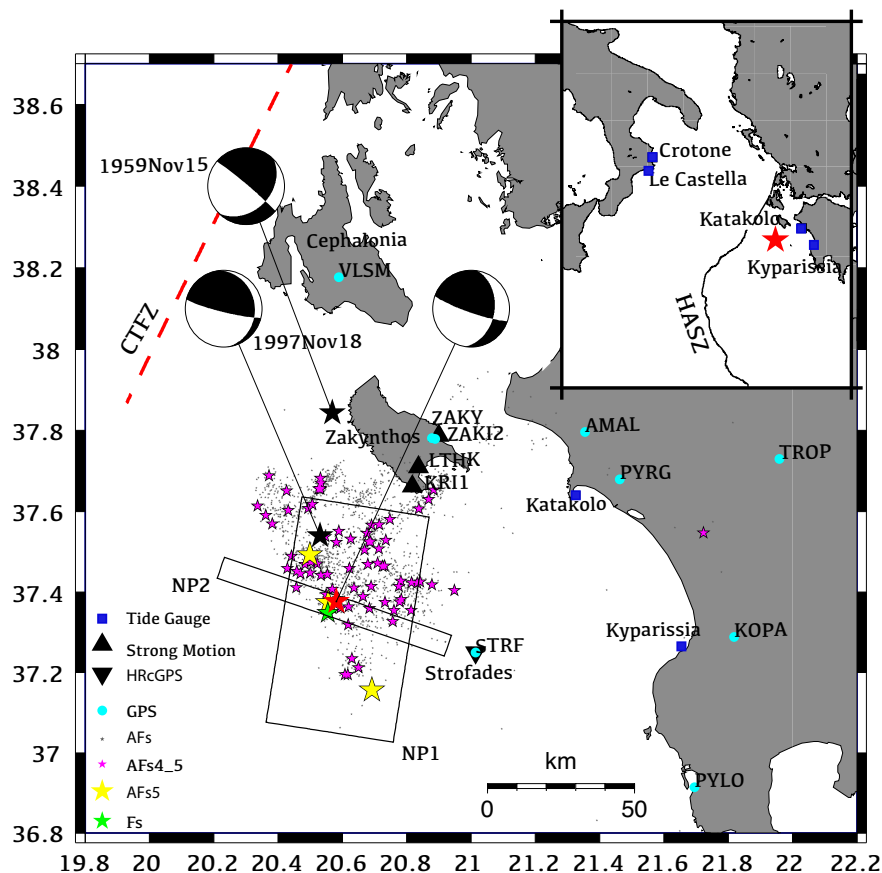 38.6
38.4
38.2
38
37.8
37.6
37.4
37.2
37
36.8
19.8
20
20.2
20.4
20.6
20.8
21
21.2
21.4
21.6
21.8
22
22.2
1959Nov15
1997Nov18
CTFZ
Cephalonia
VLSM
Crotone
Le Castella
Katakolo
Kyparissia
HASZ
ZAKY
Zakynthos
ZAKI2
LTHK
KRI1
AMAL
TROP
PYRG
Katakolo
NP2
Kyparissia
KOPA
STRF
Strofades
NP1
PYLO
Tide Gauge
Strong Motion
HRcGPS
GPS
AFs
AFs4_5
AFs5
Fs
km
0
50